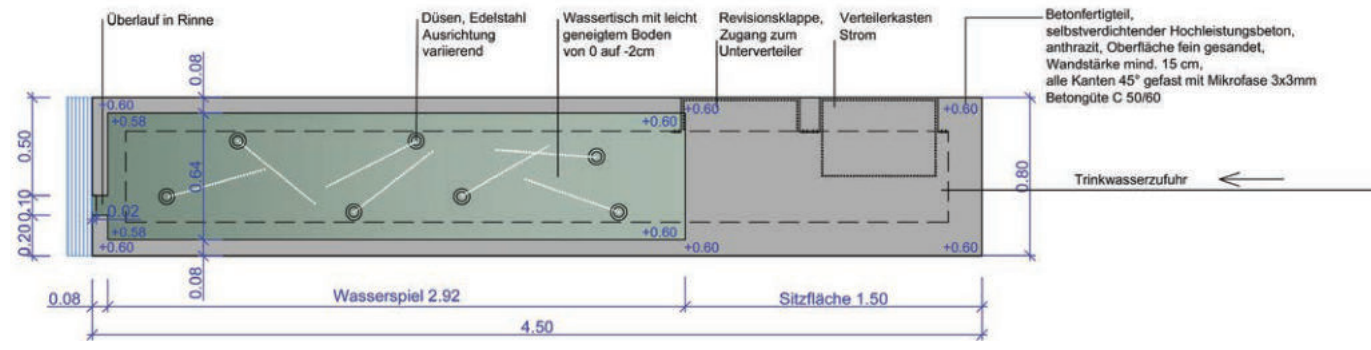 Überlauf in Rinne
Düsen, Edelstahl
Ausrichtung
variierend
Wassertisch mit leicht
geneigtem Boden
von 0 auf -2cm
Revisionsklappe,
Zugang zum
Unterverteiler
Verteilerkasten
Strom
Betonfertigteil,
selbstverdichtender Hochleistungsbeton,
anthrazit, Oberfläche fein gesandet,
Wandstärke mind. 15 cm,
alle Kanten 45° gefast mit Mikrofase 3x3mm
Betongüte C 50/60
0.08
+0.60
+0.60
+0.60
+0.58
+0.60
0.50
0.64
0.80
Trinkwasserzufuhr
0.10
0.02
0.20
+0.58
+0.60
+0.60
+0.60
+0.60
0.08
0.08
Wasserspiel 2.92
Sitzfläche 1.50
4.50